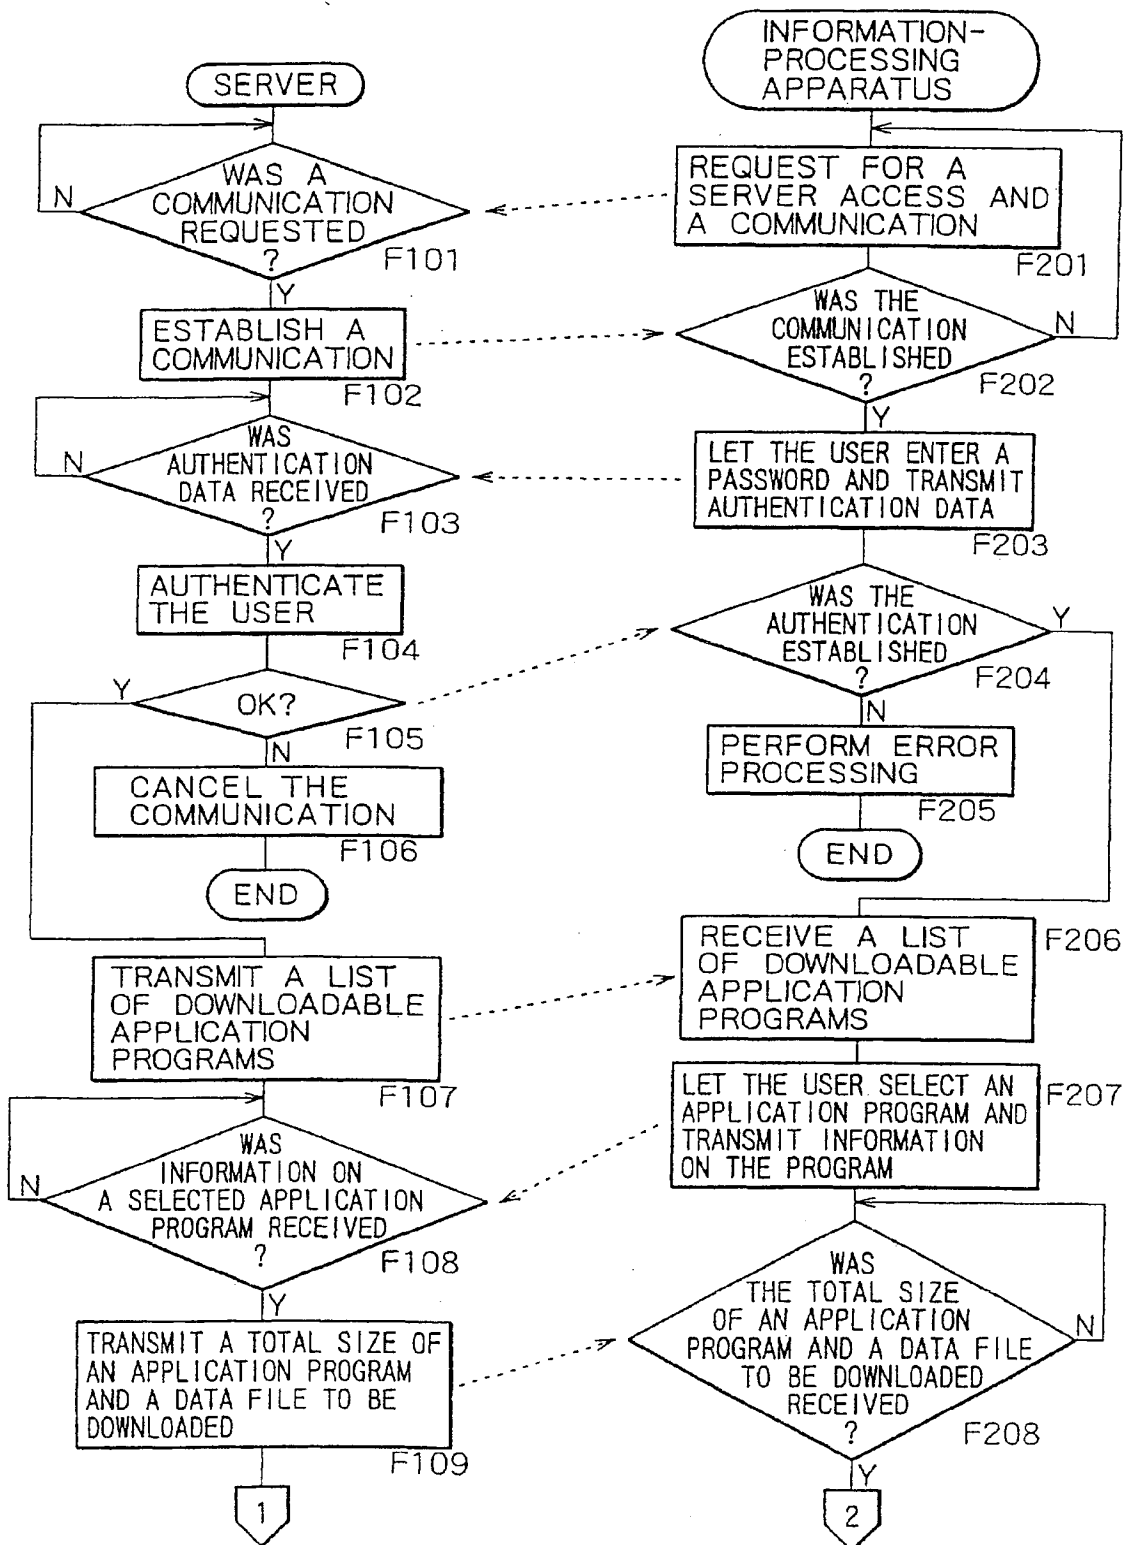 SERVER
WAS A
COMMUNICATION
REQUESTED
?
N
F101
Y
ESTABLISH A
COMMUNICATION
F102
WAS
AUTHENTICATION
DATA RECEIVED
?
N
F103
Y
AUTHENTICATE
THE USER
F104
Y
OK?
F105
N
CANCEL THE
COMMUNICATION
F106
END
TRANSMIT A LIST
OF DOWNLOADABLE
APPLICATION
PROGRAMS
F107
WAS
INFORMATION ON
A SELECTED APPLICATION
PROGRAM RECEIVED
?
N
F108
Y
TRANSMIT A TOTAL SIZE OF
AN APPLICATION PROGRAM
AND A DATA FILE TO BE
DOWNLOADED
F109
1
INFORMATION-
PROCESSING
APPARATUS
REQUEST FOR A
SERVER ACCESS AND
A COMMUNICATION
F201
WAS THE
COMMUNICATION
ESTABLISHED
?
N
F202
Y
LET THE USER ENTER A
PASSWORD AND TRANSMIT
AUTHENTICATION DATA
F203
WAS THE
AUTHENTICATION
ESTABLISHED
?
Y
F204
N
PERFORM ERROR
PROCESSING
F205
END
RECEIVE A LIST
OF DOWNLOADABLE
APPLICATION
PROGRAMS
F206
LET THE USER SELECT AN
APPLICATION PROGRAM AND
TRANSMIT INFORMATION
ON THE PROGRAM
F207
WAS
THE TOTAL SIZE
OF AN APPLICATION
PROGRAM AND A DATA FILE
TO BE DOWNLOADED
RECEIVED
?
N
F208
Y
2